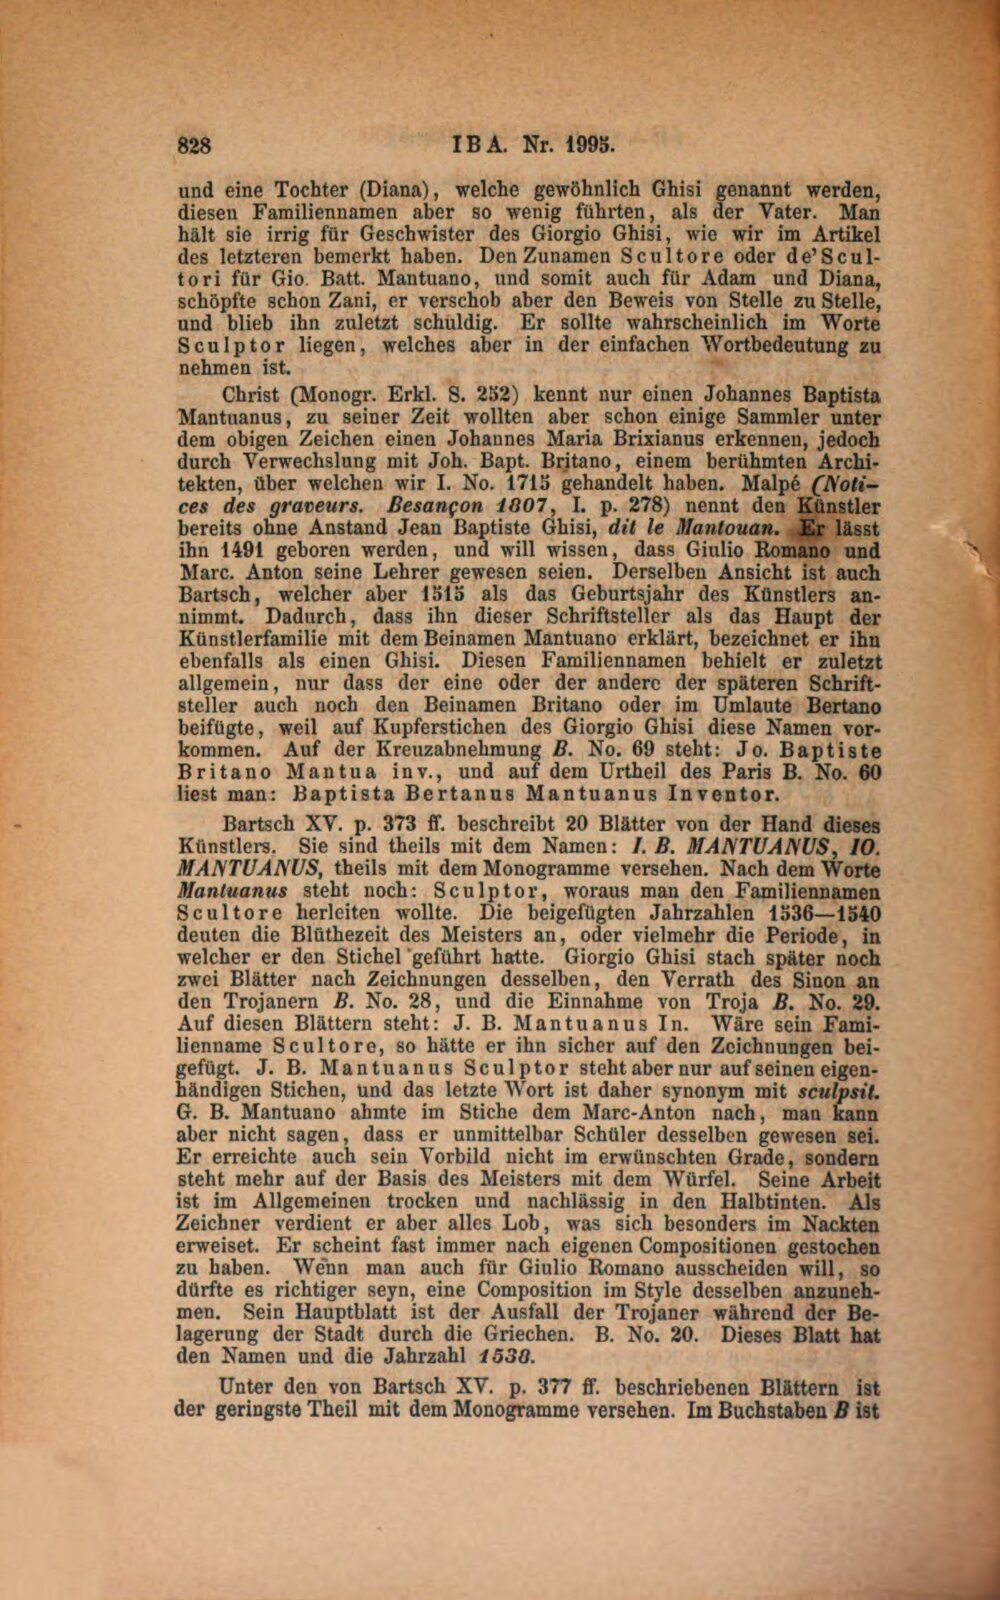 828 IBA. Nr. 1995.
und eine Tochter (Diana), welche gewöhnlich Ghisi genannt werden,
diesen Familiennamen aber so wenig führten, als der Vater. Man
hält sie irrig für Geschwister des Giorgio Ghisi, wie wir im Artikel
des letzteren bemerkt haben. Den Zunamen Scultore oder de'Scul-
tori für Gio. Batt. Mantuano, und somit auch für Adam und Diana,
schöpfte schon Zani, er verschob aber den Beweis von Stelle zu Stelle,
und blieb ihn zuletzt schuldig. Er sollte wahrscheinlich im Worte
Sculptor liegen, welches aber in der einfachen Wortbedeutung zu
nehmen ist.
Christ (Monogr. Erkl. S. 252) kennt nur einen Johannes Baptista
Mantuanus, zu seiner Zeit wollten aber schon einige Sammler unter
dem obigen Zeichen einen Johannes Maria Brixianus erkennen, jedoch
durch Verwechslung mit Joh. Bapt. Britano, einem berühmten Archi-
tekten, über welchen wir I. No. 1715 gehandelt haben. Malpé (Noti-
ces des graveurs. Besançon 1807, I. p. 278) nennt den Künstler
bereits ohne Anstand Jean Baptiste Ghisi, dit le Mantouan. Er lässt
ihn 1491 geboren werden, und will wissen, dass Giulio Romano und
Marc. Anton seine Lehrer gewesen seien. Derselben Ansicht ist auch
Bartsch, welcher aber 1515 als das Geburtsjahr des Künstlers an-
nimmt. Dadurch, dass ihn dieser Schriftsteller als das Haupt der
Künstlerfamilie mit dem Beinamen Mantuano erklärt, bezeichnet er ihn
ebenfalls als einen Ghisi. Diesen Familiennamen behielt er zuletzt
allgemein, nur dass der eine oder der andere der späteren Schrift-
steller auch noch den Beinamen Britano oder im Umlaute Bertano
beifügte, weil auf Kupferstichen des Giorgio Ghisi diese Namen vor-
kommen. Auf der Kreuzabnehmung B. No. 69 steht: Jo. Baptiste
Britano Mantua inv., und auf dem Urtheil des Paris B. No. 60
liest man: Baptista Bertanus Mantuanus Inventor.
Bartsch XV. p. 373 ff. beschreibt 20 Blätter von der Hand dieses
Künstlers. Sie sind theils mit dem Namen: I. B. MANTUANUS, IO.
MANTUANUS, theils mit dem Monogramme versehen. Nach dem Worte
Mantuanus steht noch: Sculptor, woraus man den Familiennamen
Scultore herleiten wollte. Die beigefügten Jahrzahlen 1536—1540
deuten die Blüthezeit des Meisters an, oder vielmehr die Periode, in
welcher er den Stichel geführt hatte. Giorgio Ghisi stach später noch
zwei Blätter nach Zeichnungen desselben, den Verrath des Sinon an
den Trojanern B. No. 28, und die Einnahme von Troja B. No. 29.
Auf diesen Blättern steht: J. B. Mantuanus In. Wäre sein Fami-
lienname Scultore, so hätte er ihn sicher auf den Zeichnungen bei-
gefügt. J. B. Mantuanus Sculptor steht aber nur auf seinen eigen-
händigen Stichen, und das letzte Wort ist daher synonym mit sculpsit.
G. B. Mantuano ahmte im Stiche dem Marc-Anton nach, man kann
aber nicht sagen, dass er unmittelbar Schüler desselben gewesen sei.
Er erreichte auch sein Vorbild nicht im erwünschten Grade, sondern
steht mehr auf der Basis des Meisters mit dem Würfel. Seine Arbeit
ist im Allgemeinen trocken und nachlässig in den Halbtinten. Als
Zeichner verdient er aber alles Lob, was sich besonders im Nackten
erweiset. Er scheint fast immer nach eigenen Compositionen gestochen
zu haben. Wenn man auch für Giulio Romano ausscheiden will, so
dürfte es richtiger seyn, eine Composition im Style desselben anzuneh-
men. Sein Hauptblatt ist der Ausfall der Trojaner während der Be-
lagerung der Stadt durch die Griechen. B. No. 20. Dieses Blatt hat
den Namen und die Jahrzahl 1538.
Unter den von Bartsch XV. p. 377 ff. beschriebenen Blättern ist
der geringste Theil mit dem Monogramme versehen. Im Buchstaben B ist